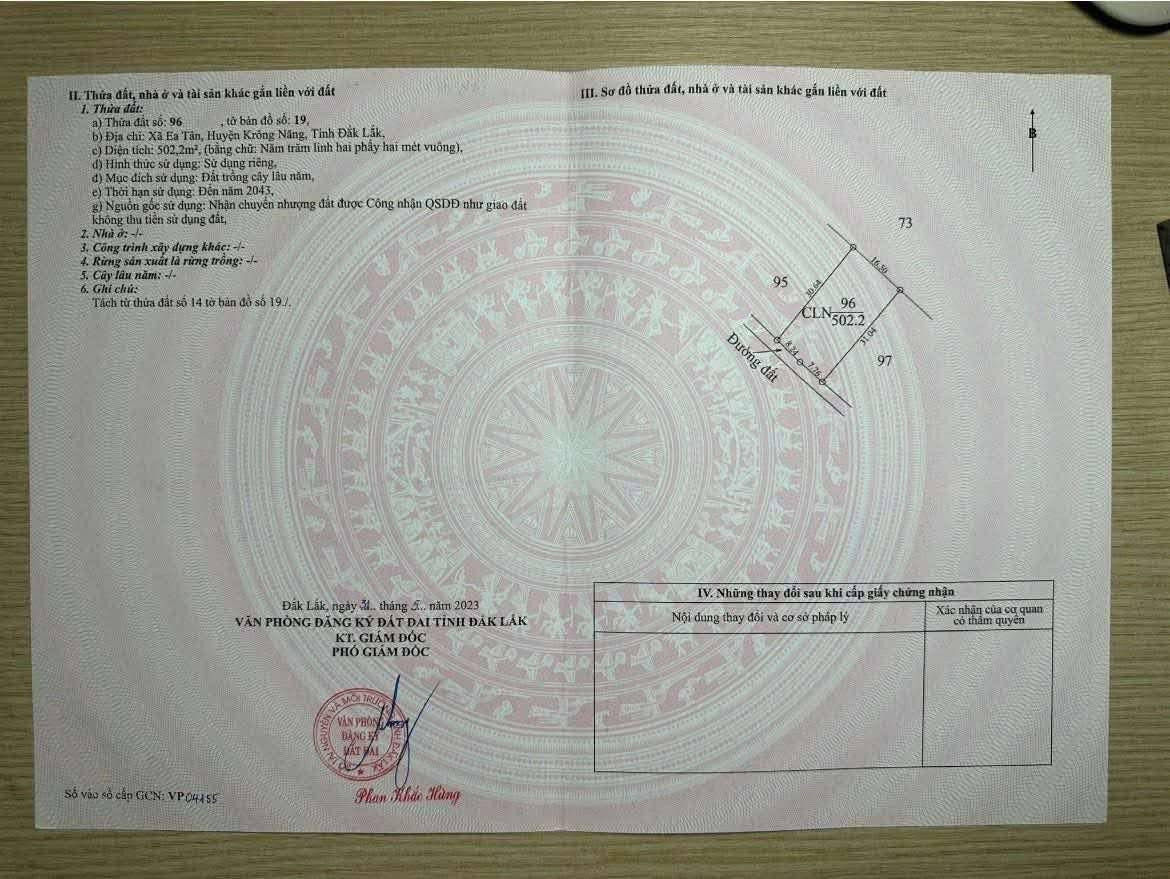 II. Thửa đất, nhà ở và tài sản khác gắn liền với đất
1. Thửa đất:
a) Thửa đất số: 96 , tờ bản đồ số: 19,
b) Địa chỉ: Xã Ea Tân, Huyện Krông Năng, Tỉnh Đắk Lắk,
c) Diện tích: 502,2m², (bằng chữ: Năm trăm linh hai phẩy hai mét vuông),
d) Hình thức sử dụng: Sử dụng riêng,
đ) Mục đích sử dụng: Đất trồng cây lâu năm,
e) Thời hạn sử dụng: Đến năm 2043,
g) Nguồn gốc sử dụng: Nhận chuyển nhượng đất được Công nhận QSDĐ như giao đất
không thu tiền sử dụng đất,
2. Nhà ở: -/-
3. Công trình xây dựng khác: -/-
4. Rừng sản xuất là rừng trồng: -/-
5. Cây lâu năm: -/-
6. Ghi chú:
Tách từ thửa đất số 14 tờ bản đồ số 19./.
Đắk Lắk, ngày 31.. tháng 5.. năm 2023
VĂN PHÒNG ĐĂNG KÝ ĐẤT ĐAI TỈNH ĐẮK LẮK
KT. GIÁM ĐỐC
PHÓ GIÁM ĐỐC
VĂN PHÒNG
ĐĂNG KÝ
ĐẤT ĐAI
Phan Khắc Hùng
Số vào sổ cấp GCN: VP 04155
III. Sơ đồ thửa đất, nhà ở và tài sản khác gắn liền với đất
B
73
16.50
95
30.64
CLN 96
502.2
31.04
97
8.24
7.76
Đường đất
IV. Những thay đổi sau khi cấp giấy chứng nhận
Nội dung thay đổi và cơ sở pháp lý
Xác nhận của cơ quan
có thẩm quyền